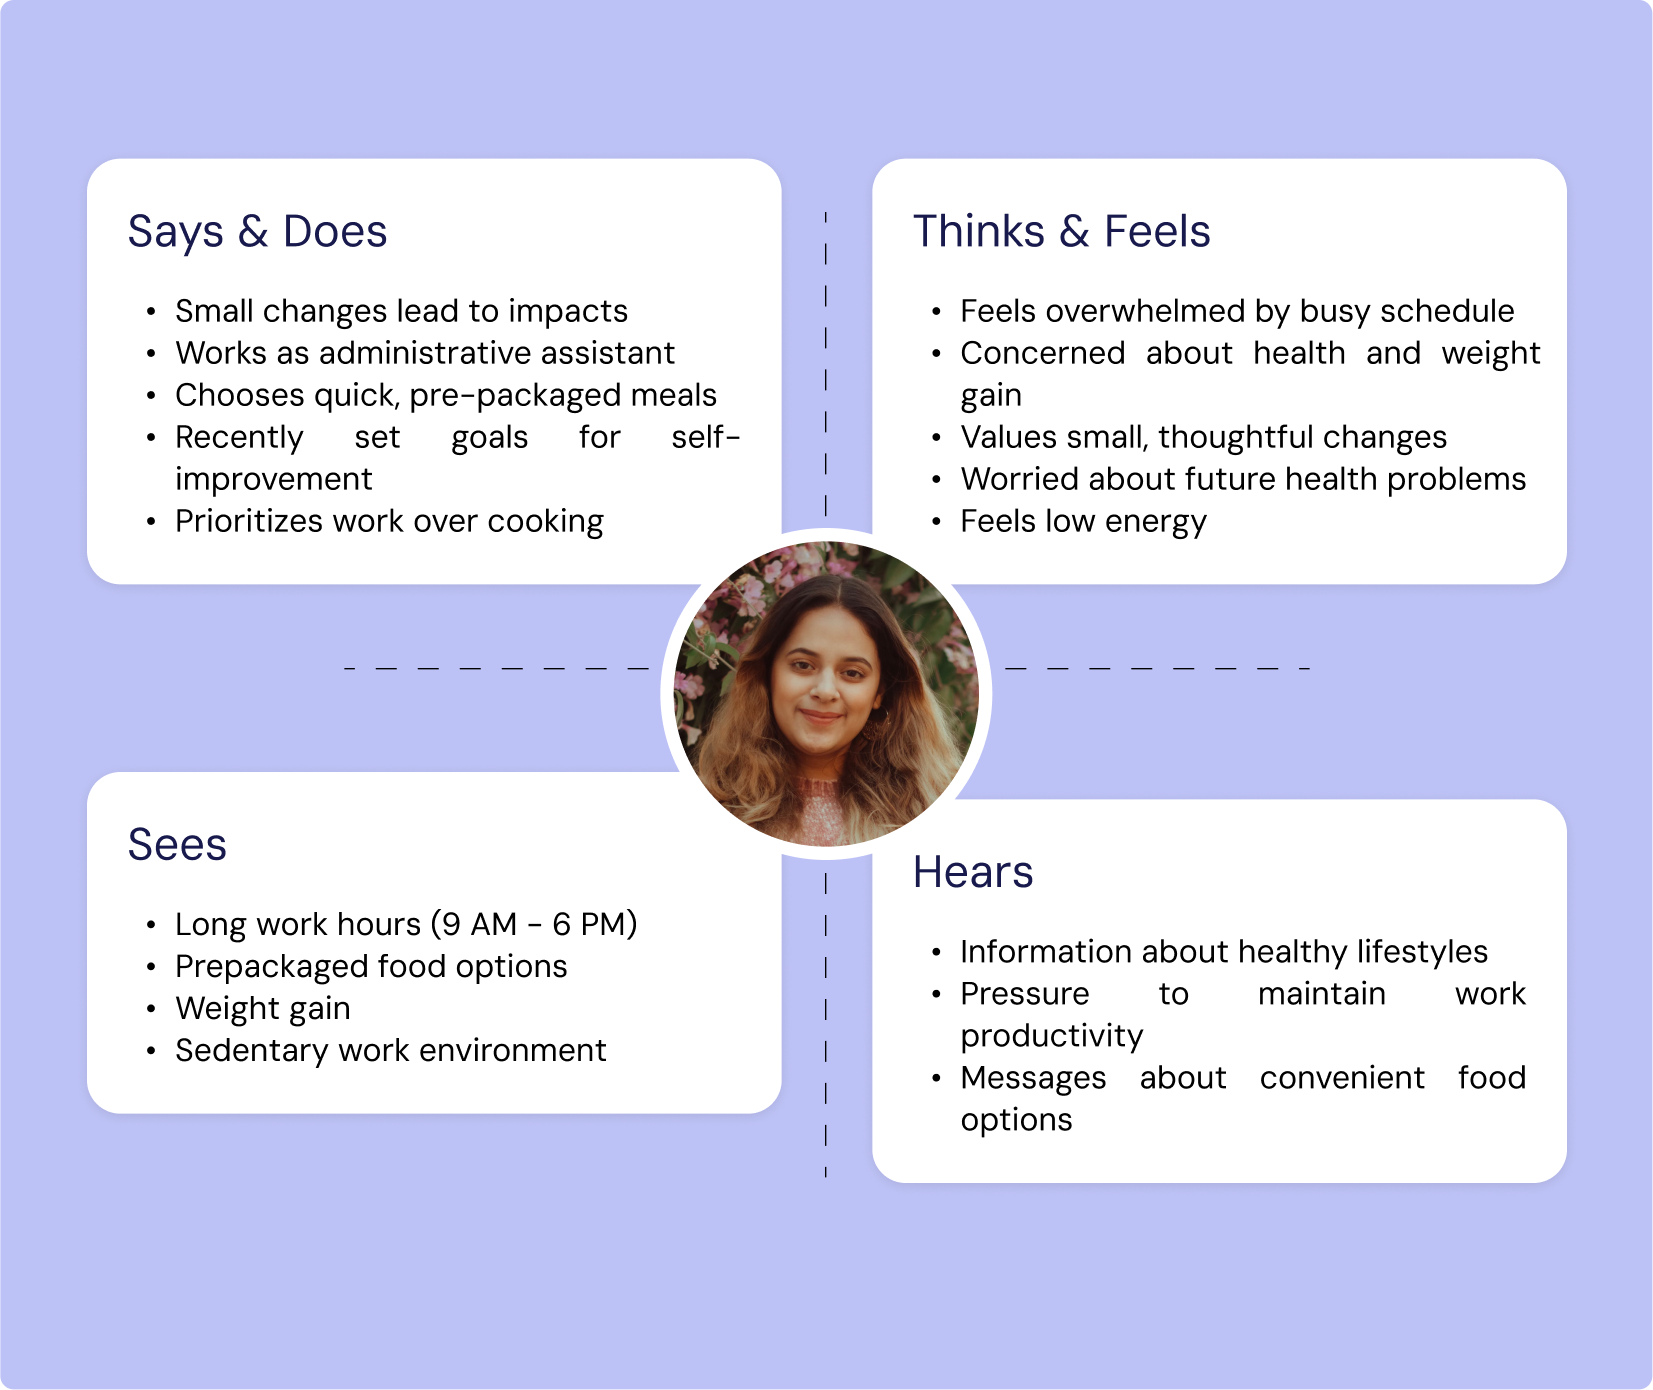 Says & Does
• Small changes lead to impacts
• Works as administrative assistant
• Chooses quick, pre-packaged meals
• Recently set goals for self-
improvement
• Prioritizes work over cooking
Thinks & Feels
• Feels overwhelmed by busy schedule
• Concerned about health and weight
gain
• Values small, thoughtful changes
• Worried about future health problems
• Feels low energy
Sees
• Long work hours (9 AM - 6 PM)
• Prepackaged food options
• Weight gain
• Sedentary work environment
Hears
• Information about healthy lifestyles
• Pressure to maintain work
productivity
• Messages about convenient food
options